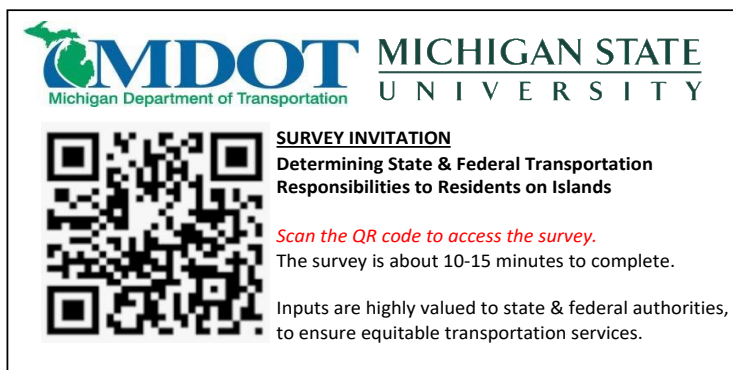 MDOT
Michigan Department of Transportation
MICHIGAN STATE
UNIVERSITY
SURVEY INVITATION
Determining State & Federal Transportation
Responsibilities to Residents on Islands
Scan the QR code to access the survey.
The survey is about 10-15 minutes to complete.
Inputs are highly valued to state & federal authorities,
to ensure equitable transportation services.